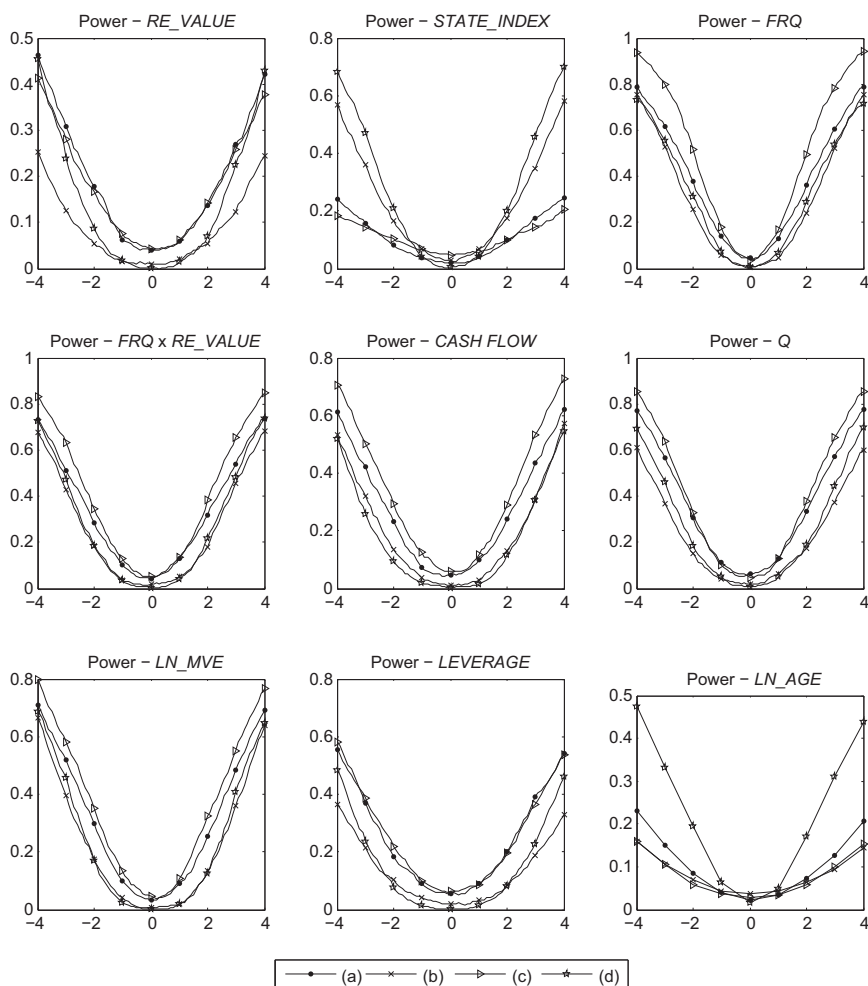 Power – RE_VALUE
Power – STATE_INDEX
Power – FRQ
0.5
0.4
0.3
0.2
0.1
0
−4 −2 0 2 4
0.8
0.6
0.4
0.2
0
−4 −2 0 2 4
1
0.8
0.6
0.4
0.2
0
−4 −2 0 2 4
Power – FRQ x RE_VALUE
Power – CASH FLOW
Power – Q
1
0.8
0.6
0.4
0.2
0
−4 −2 0 2 4
0.8
0.6
0.4
0.2
0
−4 −2 0 2 4
1
0.8
0.6
0.4
0.2
0
−4 −2 0 2 4
Power – LN_MVE
Power – LEVERAGE
Power – LN_AGE
0.8
0.6
0.4
0.2
0
−4 −2 0 2 4
0.8
0.6
0.4
0.2
0
−4 −2 0 2 4
0.5
0.4
0.3
0.2
0.1
0
−4 −2 0 2 4
(a) (b) (c) (d)